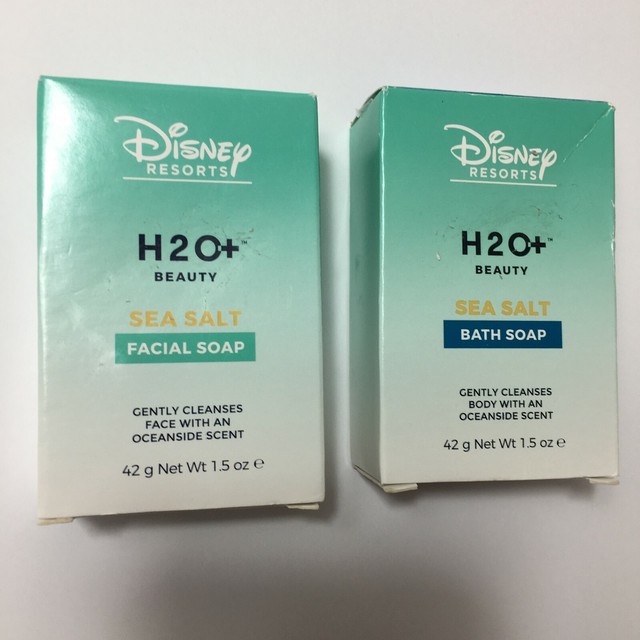 Disney
RESORTS
H2O+™
BEAUTY
SEA SALT
FACIAL SOAP
GENTLY CLEANSES
FACE WITH AN
OCEANSIDE SCENT
42 g Net Wt 1.5 oz ℮
Disney
RESORTS
H2O+™
BEAUTY
SEA SALT
BATH SOAP
GENTLY CLEANSES
BODY WITH AN
OCEANSIDE SCENT
42 g Net Wt 1.5 oz ℮